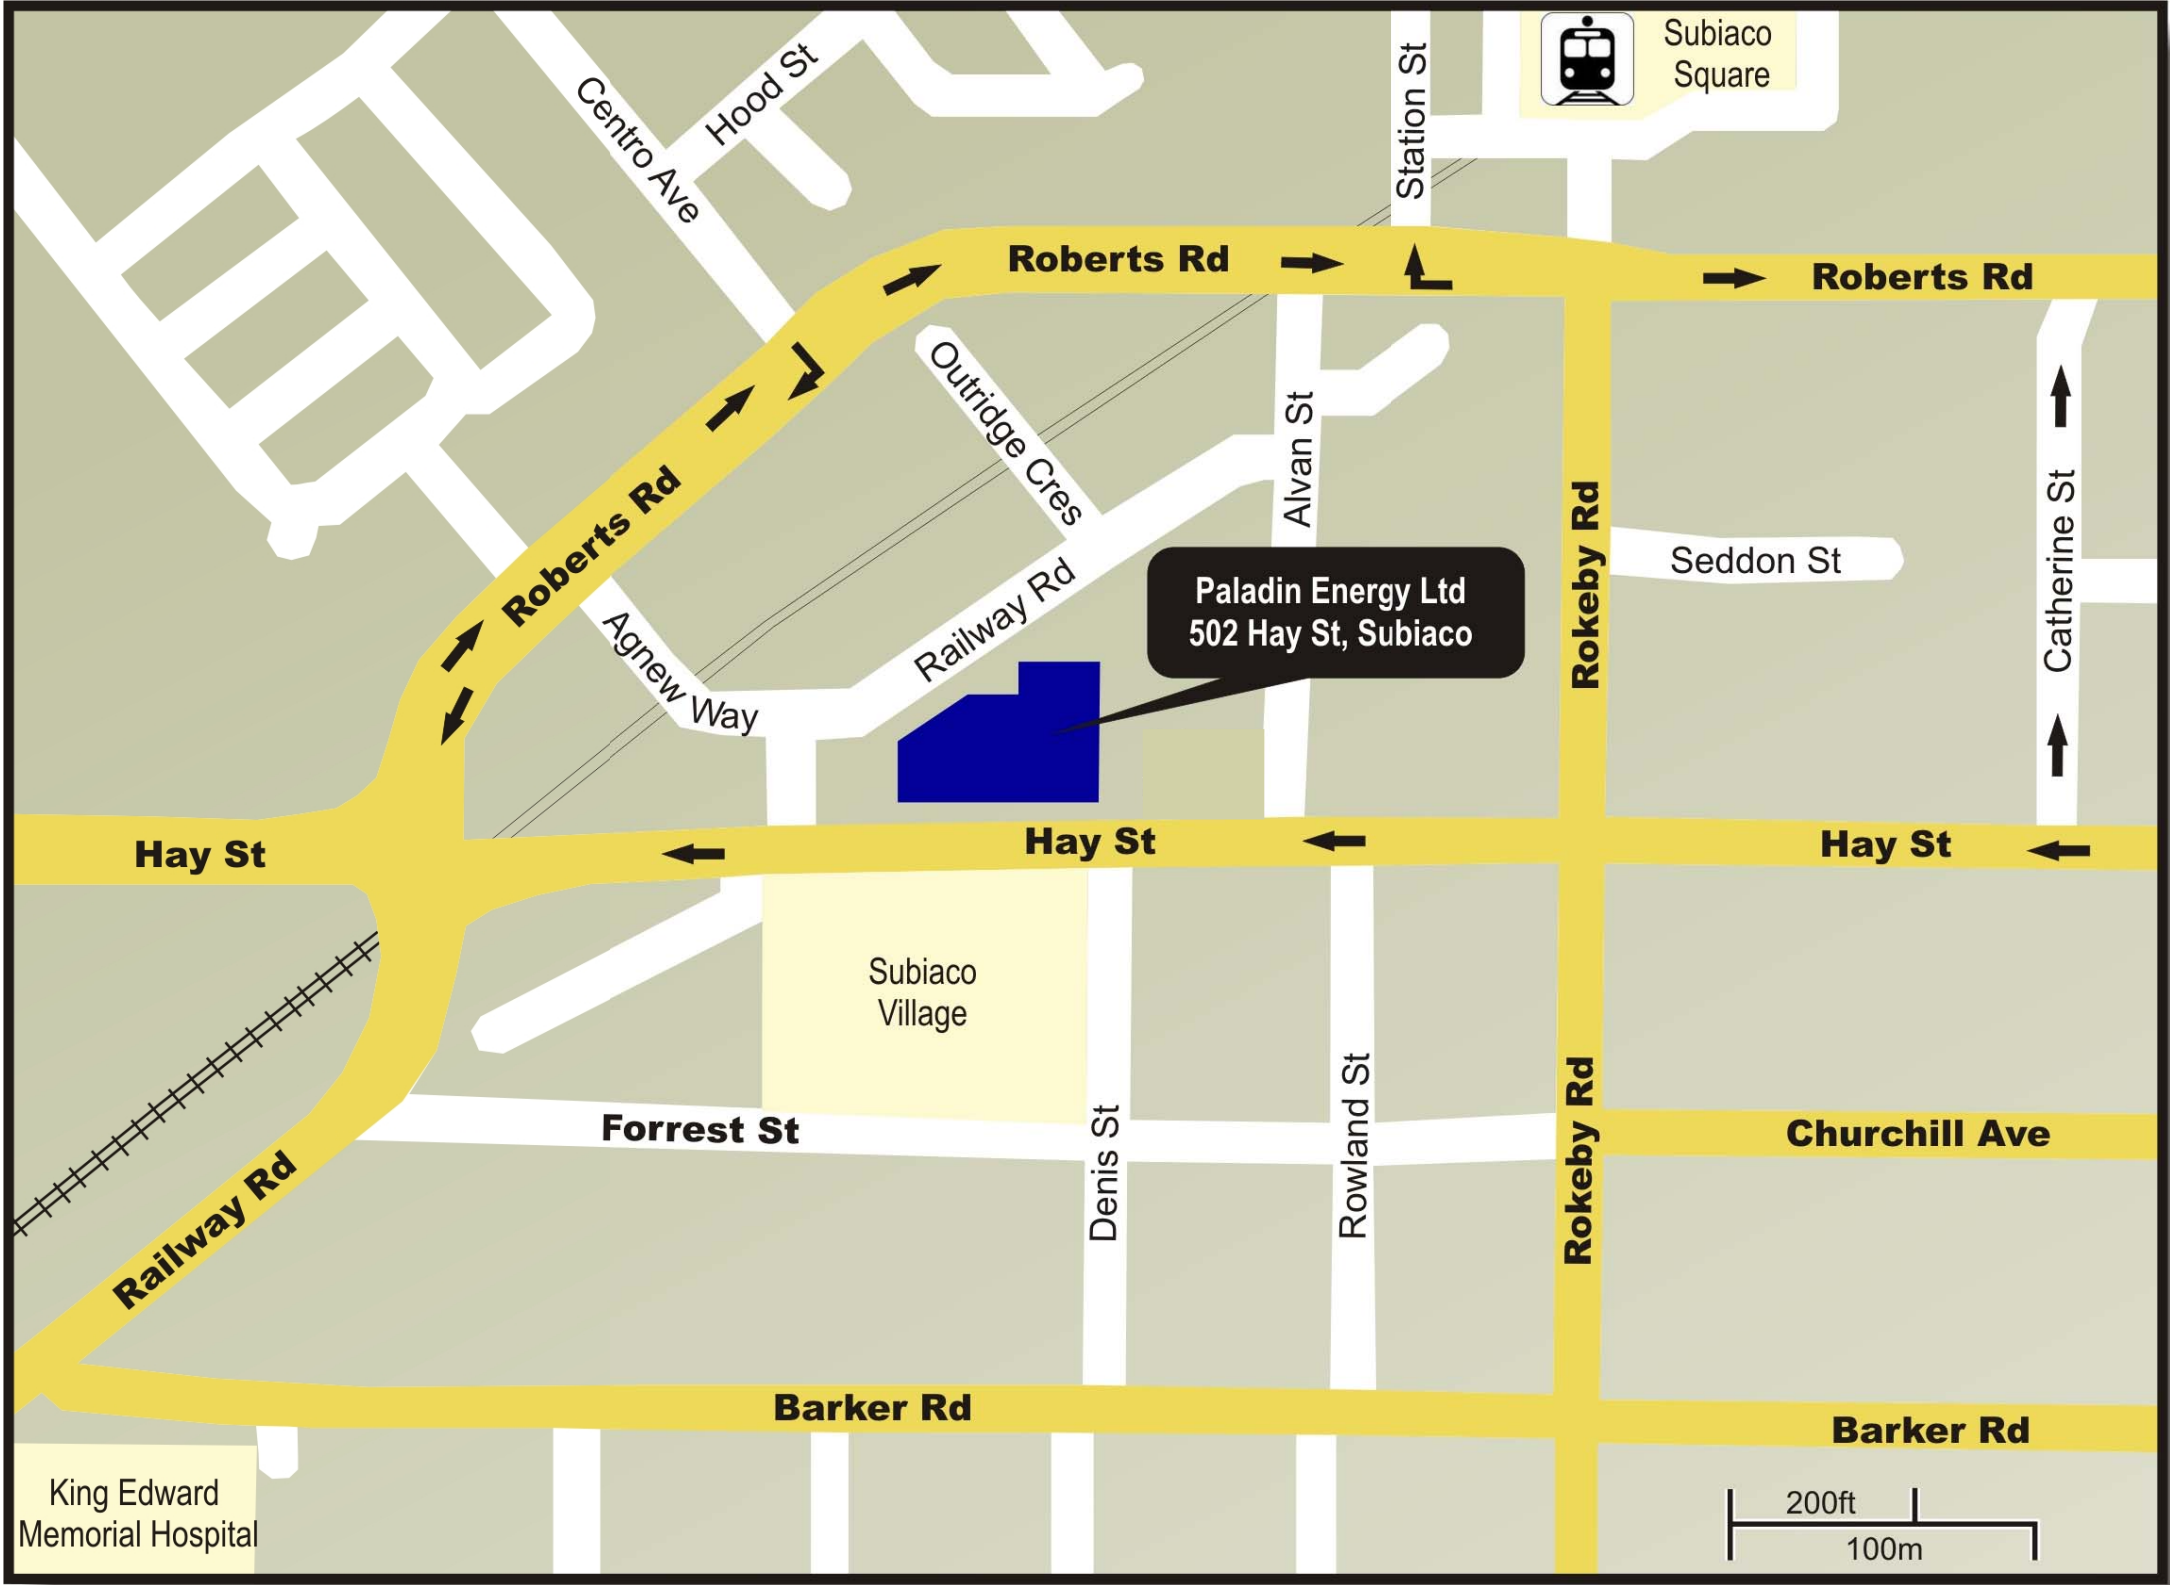 Subiaco
Square
Station St
Hood St
Centro Ave
Roberts Rd
Roberts Rd
Outridge Cres
Alvan St
Roberts Rd
Rokeby Rd
Seddon St
Catherine St
Paladin Energy Ltd
502 Hay St, Subiaco
Railway Rd
Agnew Way
Hay St
Hay St
Hay St
Subiaco
Village
Forrest St
Denis St
Rowland St
Rokeby Rd
Churchill Ave
Railway Rd
Barker Rd
Barker Rd
King Edward
Memorial Hospital
200ft
100m